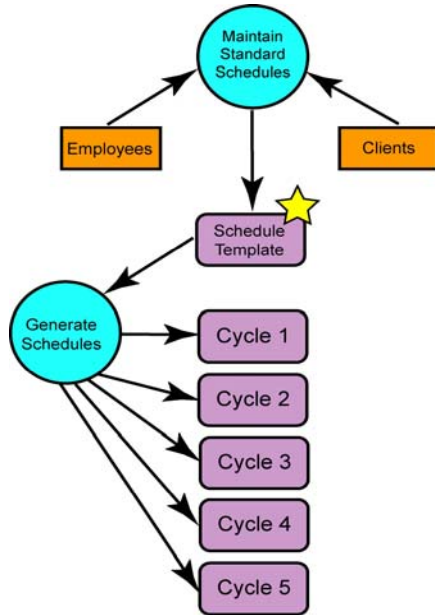 Maintain
Standard
Schedules
Employees
Clients
Schedule
Template
Generate
Schedules
Cycle 1
Cycle 2
Cycle 3
Cycle 4
Cycle 5